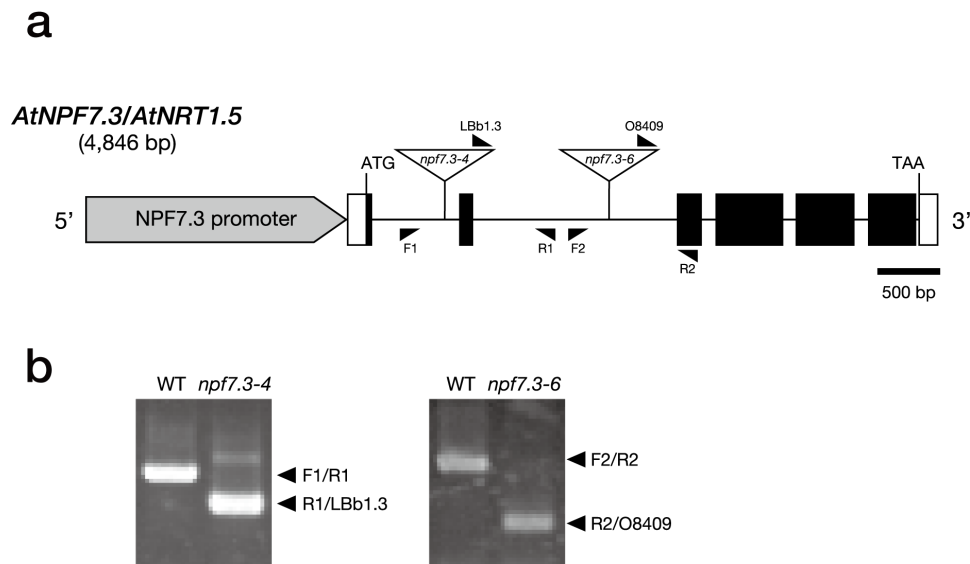 a
AtNPF7.3/AtNRT1.5
(4,846 bp)
LBb1.3
O8409
ATG
npf7.3-4
npf7.3-6
TAA
5’
NPF7.3 promoter
3’
F1
R1
F2
R2
500 bp
b
WT npf7.3-4
F1/R1
R1/LBb1.3
WT npf7.3-6
F2/R2
R2/O8409